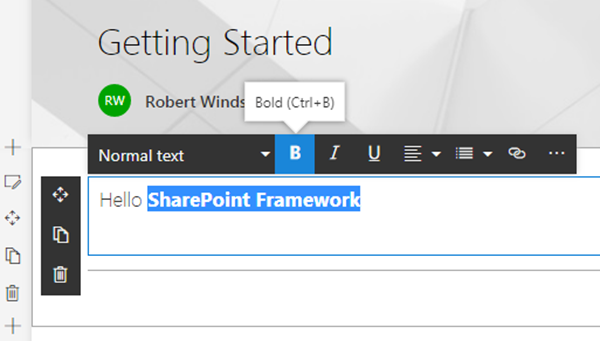 Getting Started
RW Robert Winds
Bold (Ctrl+B)
Normal text B I U ...
Hello SharePoint Framework